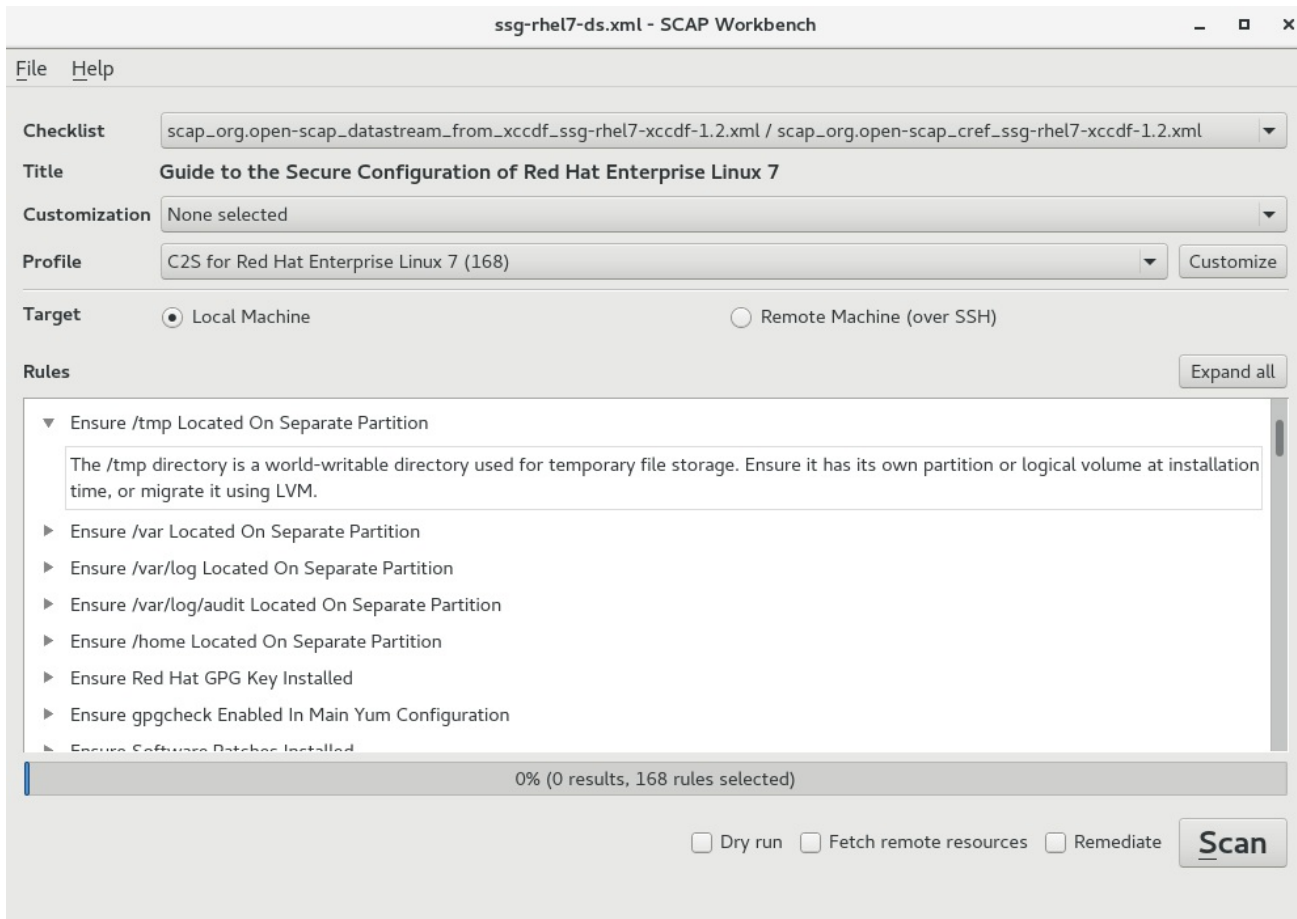 ssg-rhel7-ds.xml - SCAP Workbench
File Help
Checklist scap_org.open-scap_datastream_from_xccdf_ssg-rhel7-xccdf-1.2.xml / scap_org.open-scap_cref_ssg-rhel7-xccdf-1.2.xml
Title Guide to the Secure Configuration of Red Hat Enterprise Linux 7
Customization None selected
Profile C2S for Red Hat Enterprise Linux 7 (168) Customize
Target Local Machine Remote Machine (over SSH)
Rules Expand all
Ensure /tmp Located On Separate Partition
The /tmp directory is a world-writable directory used for temporary file storage. Ensure it has its own partition or logical volume at installation
time, or migrate it using LVM.
Ensure /var Located On Separate Partition
Ensure /var/log Located On Separate Partition
Ensure /var/log/audit Located On Separate Partition
Ensure /home Located On Separate Partition
Ensure Red Hat GPG Key Installed
Ensure gpgcheck Enabled In Main Yum Configuration
Ensure Software Patches Installed
0% (0 results, 168 rules selected)
Dry run Fetch remote resources Remediate Scan